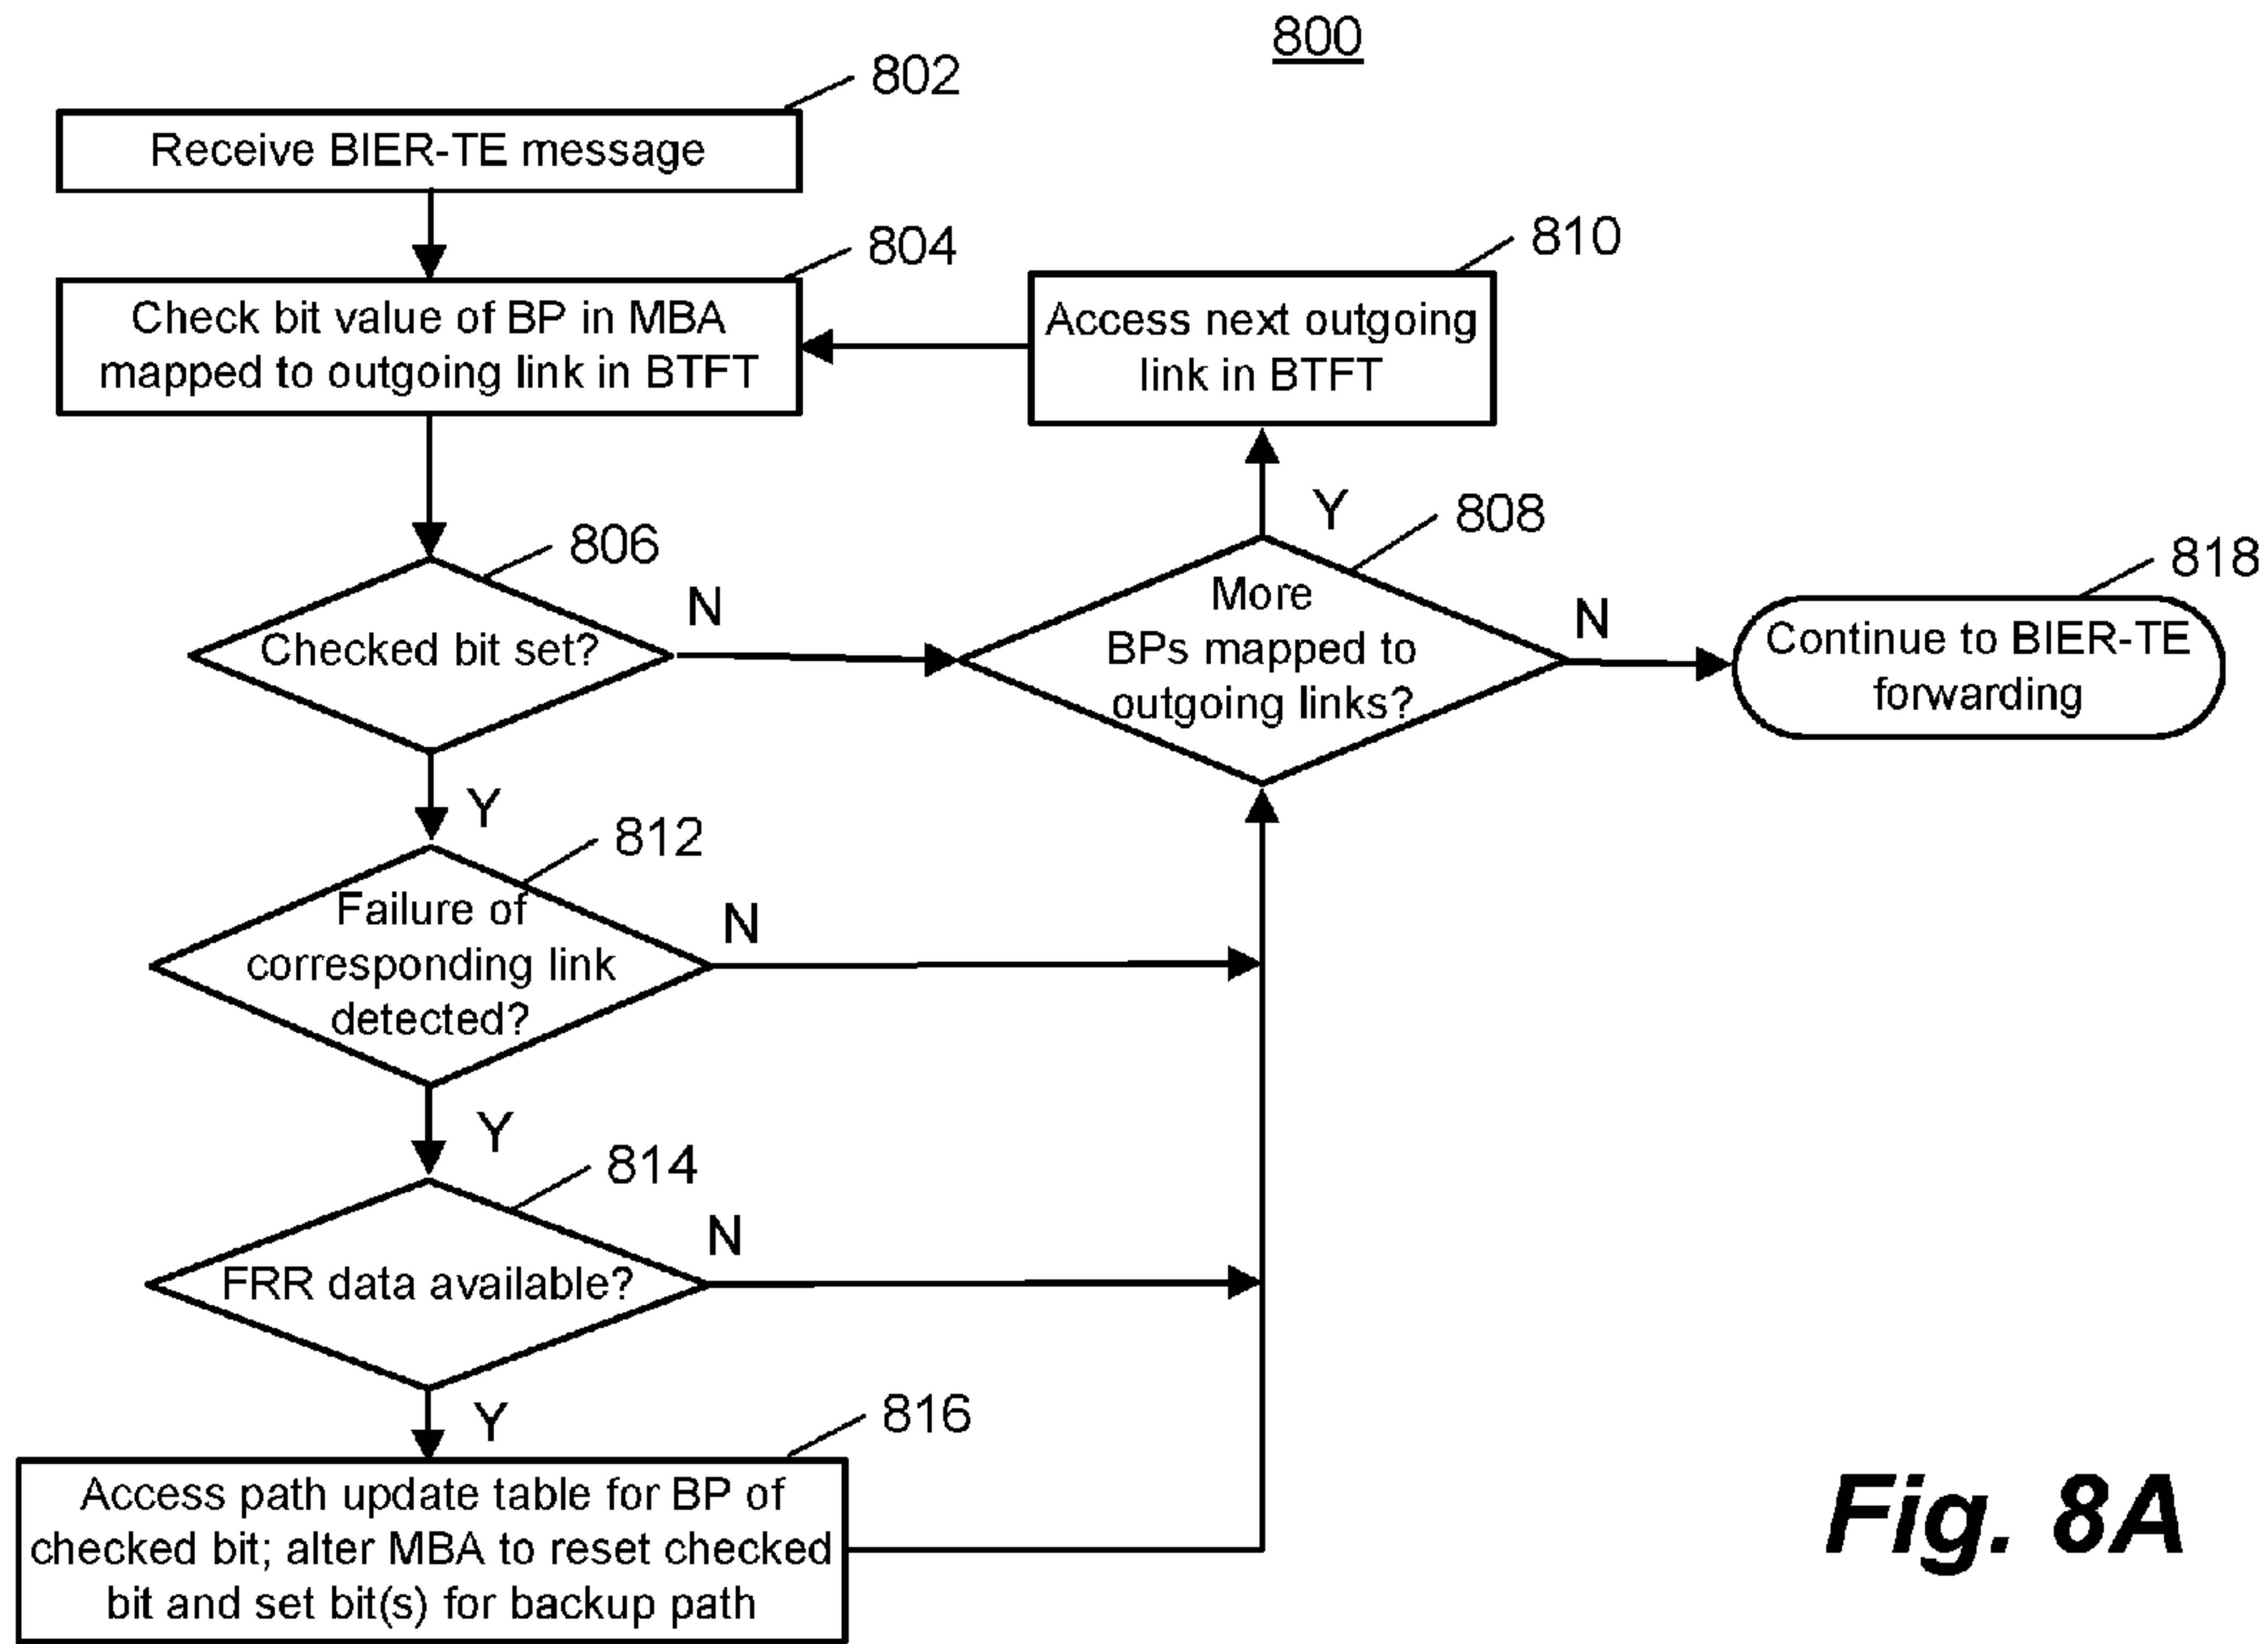 800
802
Receive BIER-TE message
804
Check bit value of BP in MBA
mapped to outgoing link in BTFT
810
Access next outgoing
link in BTFT
806
Checked bit set?
N
Y
808
More
BPs mapped to
outgoing links?
Y
N
818
Continue to BIER-TE
forwarding
812
Failure of
corresponding link
detected?
N
Y
814
FRR data available?
N
Y
816
Access path update table for BP of
checked bit; alter MBA to reset checked
bit and set bit(s) for backup path
Fig. 8A